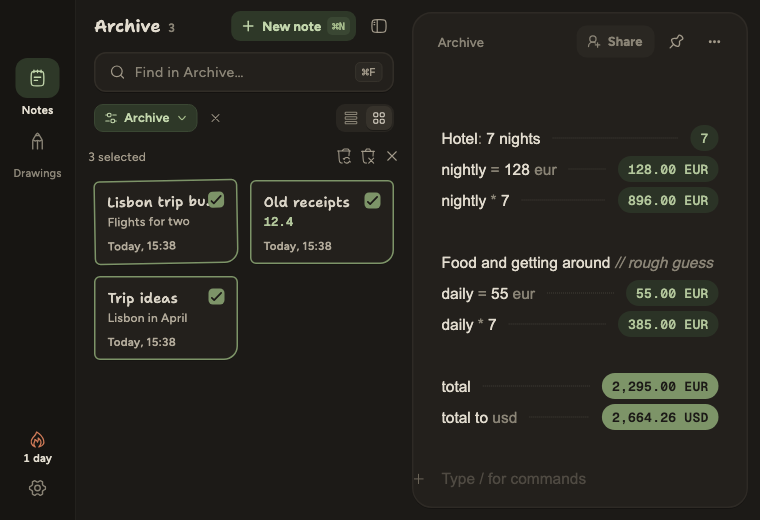 Notes
Drawings
1 day
Archive 3
New note ⌘N
Find in Archive... ⌘F
Archive
3 selected
Lisbon trip bu..
Flights for two
Today, 15:38
Old receipts
12.4
Today, 15:38
Trip ideas
Lisbon in April
Today, 15:38
Archive
Share
Hotel: 7 nights 7
nightly = 128 eur 128.00 EUR
nightly * 7 896.00 EUR
Food and getting around // rough guess
daily = 55 eur 55.00 EUR
daily * 7 385.00 EUR
total 2,295.00 EUR
total to usd 2,664.26 USD
+ Type / for commands